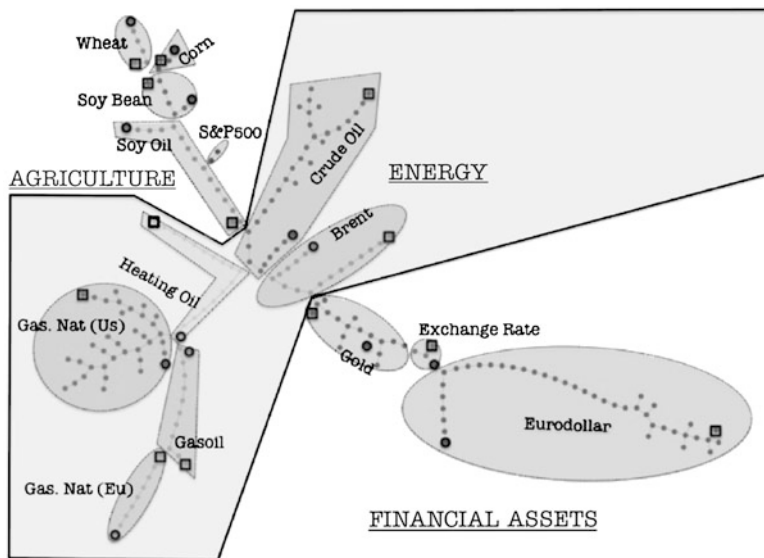 Wheat
Corn
Soy Bean
S&P500
Soy Oil
Crude Oil
AGRICULTURE
ENERGY
Brent
Heating Oil
Gas. Nat (Us)
Exchange Rate
Gold
Eurodollar
Gasoil
Gas. Nat (Eu)
FINANCIAL ASSETS